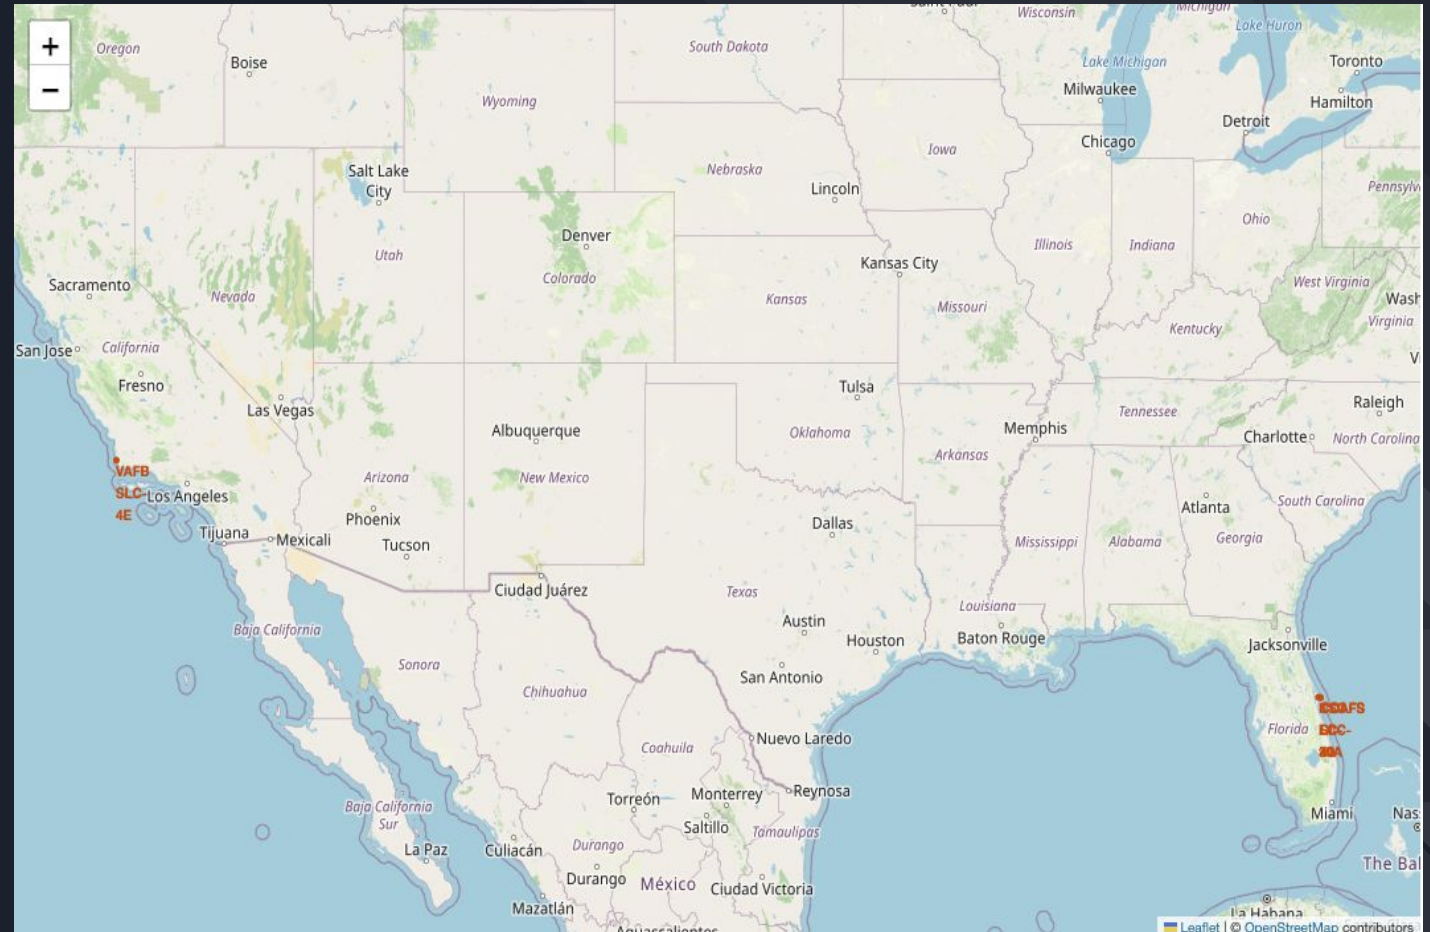 Saint Paul
Wisconsin
Michigan
Lake Huron
+
Oregon
Boise
South Dakota
Lake Michigan
Toronto
−
Wyoming
Milwaukee
Hamilton
Detroit
Chicago
Iowa
Salt Lake
City
Nebraska
Lincoln
Pennsylv
Ohio
Denver
Utah
Illinois
Indiana
Kansas City
Colorado
Sacramento
Nevada
Kansas
Missouri
West Virginia
Wash
Virginia
Kentucky
San Jose
California
Fresno
Las Vegas
Tulsa
Tennessee
Raleigh
Albuquerque
Oklahoma
Memphis
Charlotte
North Carolina
Arkansas
VAFB
SLC-
4E
Los Angeles
Arizona
New Mexico
Atlanta
South Carolina
Phoenix
Dallas
Tijuana
Mexicali
Tucson
Mississippi
Alabama
Georgia
Ciudad Juárez
Texas
Louisiana
Austin
Baja California
Houston
Baton Rouge
Jacksonville
Sonora
San Antonio
Chihuahua
Florida
Coahuila
Nuevo Laredo
Torreón
Monterrey
Reynosa
Baja California
Sur
Saltillo
Tamaulipas
Miami
Nas
La Paz
Culiacán
Durango
The Bal
Durango
México
Ciudad Victoria
Mazatlán
La Habana
Aguascalientes
Leaflet | © OpenStreetMap contributors